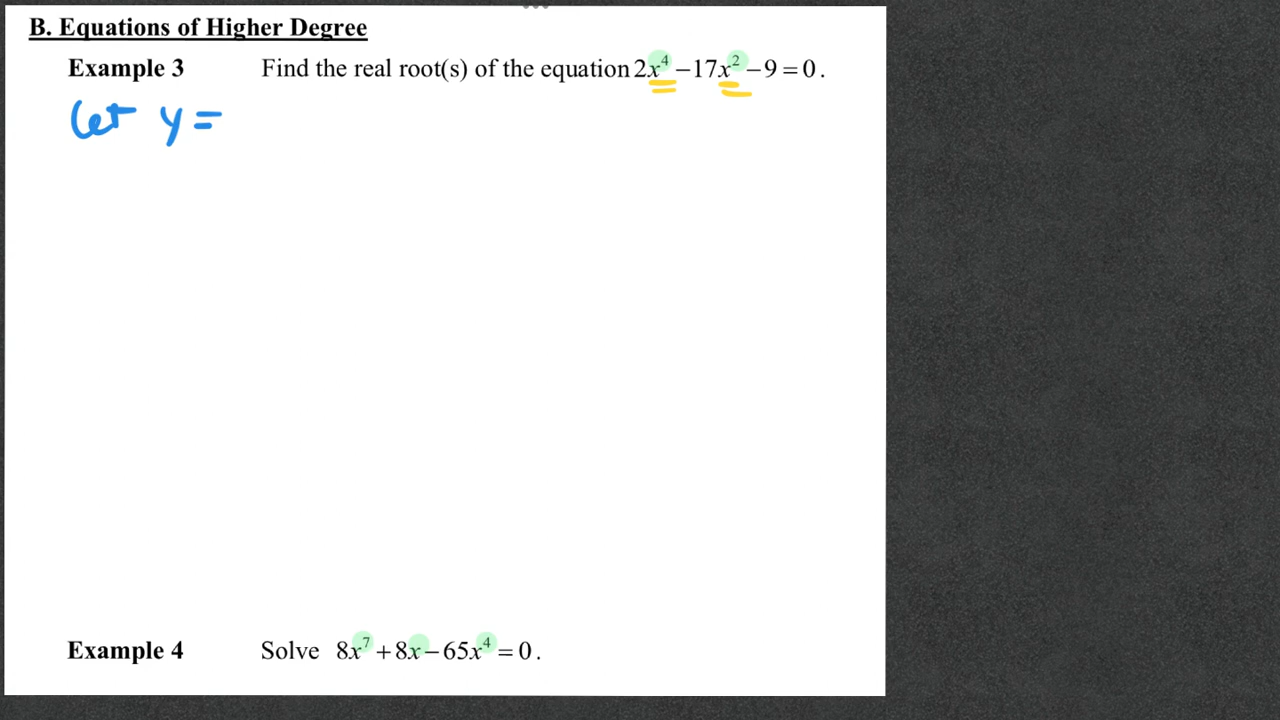 B. Equations of Higher Degree
Example 3 Find the real root(s) of the equation 2x⁴ −17x² −9 = 0 .
Let y =
Example 4 Solve 8x⁷ + 8x − 65x⁴ = 0 .